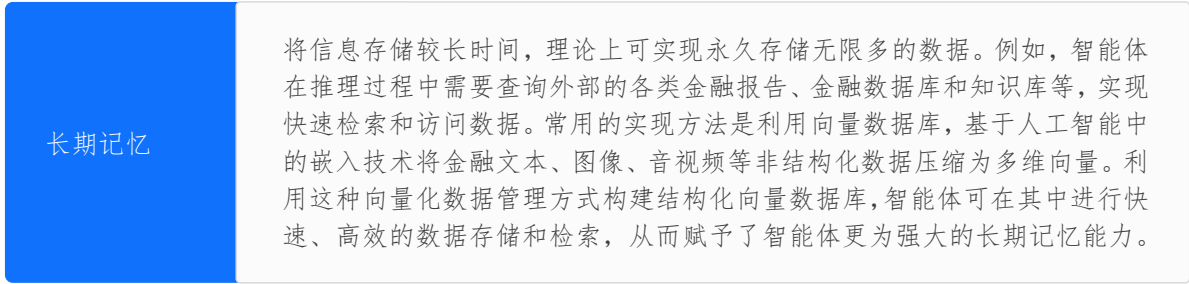 长期记忆
将信息存储较长时间，理论上可实现永久存储无限多的数据。例如，智能体
在推理过程中需要查询外部的各类金融报告、金融数据库和知识库等，实现
快速检索和访问数据。常用的实现方法是利用向量数据库，基于人工智能中
的嵌入技术将金融文本、图像、音视频等非结构化数据压缩为多维向量。利
用这种向量化数据管理方式构建结构化向量数据库，智能体可在其中进行快
速、高效的数据存储和检索，从而赋予了智能体更为强大的长期记忆能力。